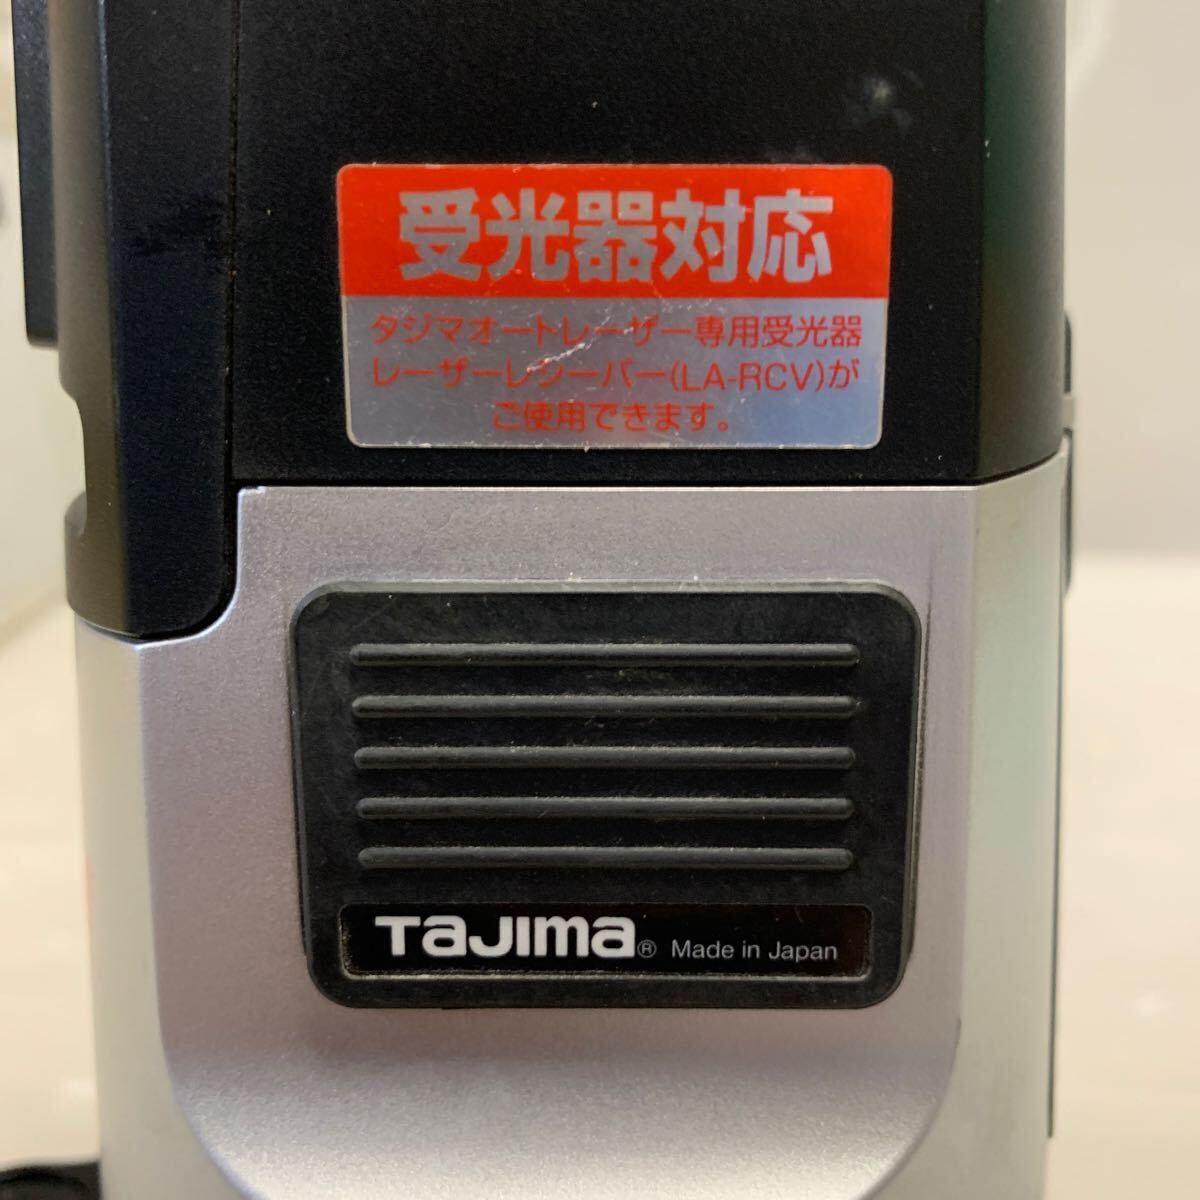 受光器対応
タジマオートレーザー専用受光器
レーザーレシーバー(LA-RCV)が
ご使用できます。
TaJIma® Made in Japan